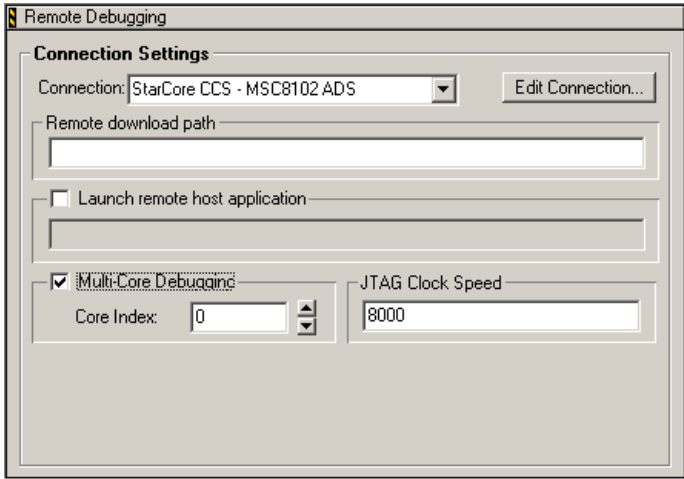 Remote Debugging
Connection Settings
Connection: StarCore CCS - MSC8102 ADS Edit Connection...
Remote download path
Launch remote host application
Multi-Core Debugging JTAG Clock Speed
Core Index: 0 8000